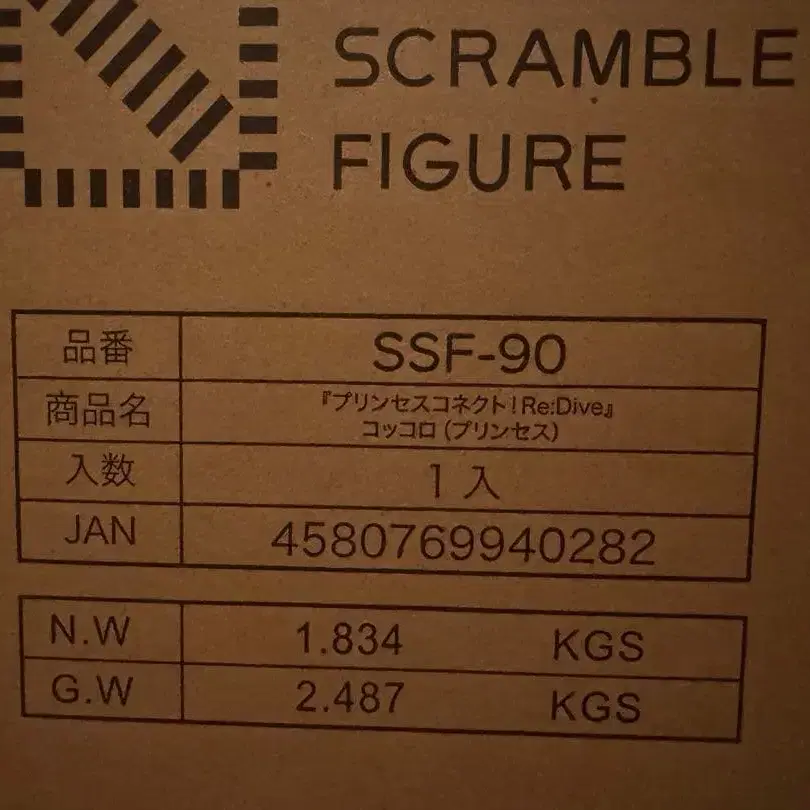 SCRAMBLE
FIGURE
品番 SSF-90
商品名 『プリンセスコネクト!Re:Dive』
コッコロ(プリンセス)
入数 1入
JAN 4580769940282
N.W 1.834 KGS
G.W 2.487 KGS